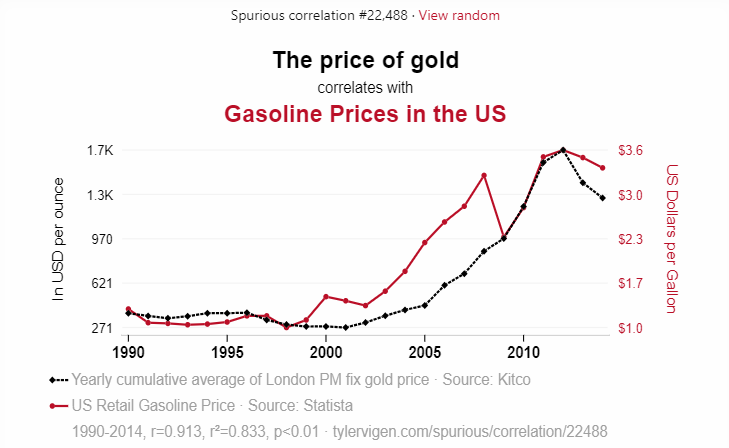 Spurious correlation #22,488 · View random
The price of gold
correlates with
Gasoline Prices in the US
In USD per ounce
1.7K
1.3K
970
621
271
$3.6
$3.0
$2.3
$1.7
$1.0
US Dollars per Gallon
1990 1995 2000 2005 2010
Yearly cumulative average of London PM fix gold price · Source: Kitco
US Retail Gasoline Price · Source: Statista
1990-2014, r=0.913, r²=0.833, p<0.01 · tylervigen.com/spurious/correlation/22488